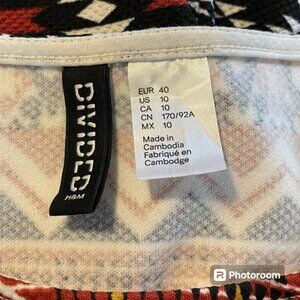 DIVIDED
H&M
EUR 40
US 10
CA 10
CN 170/92A
MX 10
Made in
Cambodia
Fabriqué en
Cambodge
Photoroom